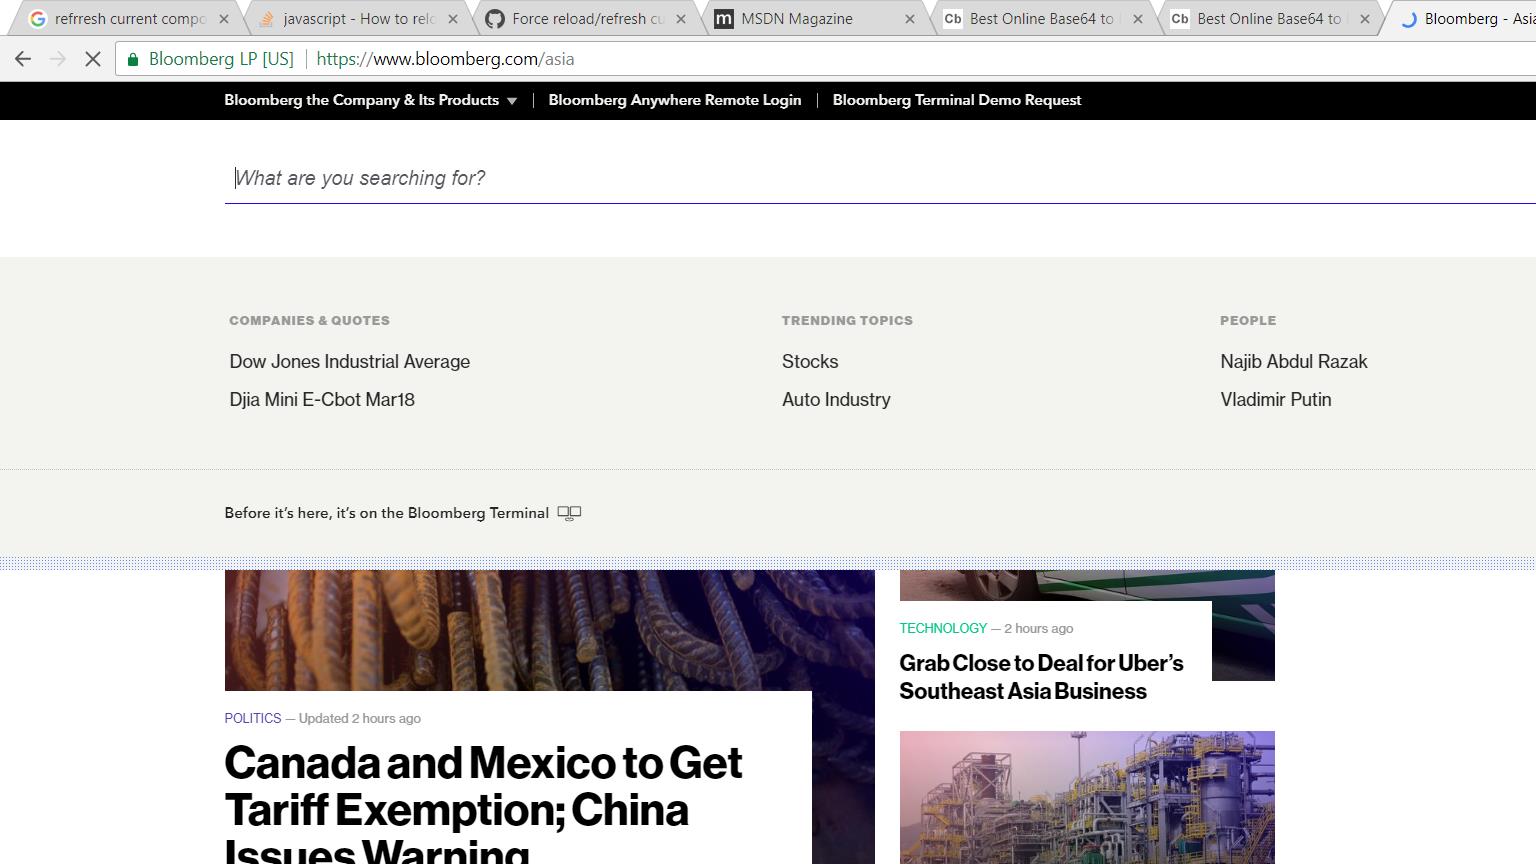 refrresh current compo
javascript - How to relo
Force reload/refresh cu
MSDN Magazine
Best Online Base64 to
Best Online Base64 to
Bloomberg - Asia
Bloomberg LP [US] https://www.bloomberg.com/asia
Bloomberg the Company & Its Products
Bloomberg Anywhere Remote Login
Bloomberg Terminal Demo Request
What are you searching for?
COMPANIES & QUOTES
Dow Jones Industrial Average
Djia Mini E-Cbot Mar18
TRENDING TOPICS
Stocks
Auto Industry
PEOPLE
Najib Abdul Razak
Vladimir Putin
Before it’s here, it’s on the Bloomberg Terminal
POLITICS — Updated 2 hours ago
Canada and Mexico to Get
Tariff Exemption; China
Issues Warning
TECHNOLOGY — 2 hours ago
Grab Close to Deal for Uber’s
Southeast Asia Business